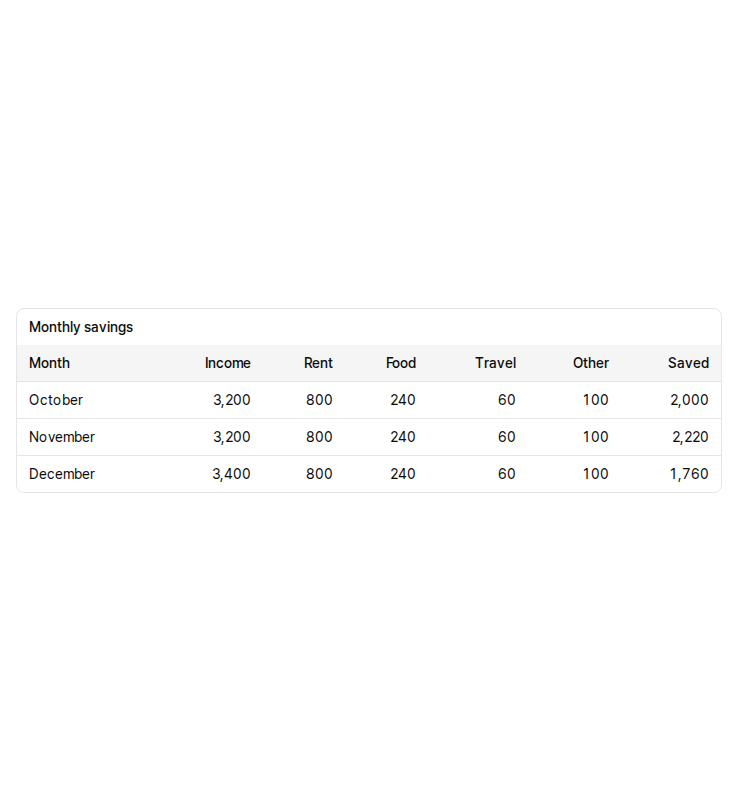 Monthly savings
Month Income Rent Food Travel Other Saved
October 3,200 800 240 60 100 2,000
November 3,200 800 240 60 100 2,220
December 3,400 800 240 60 100 1,760